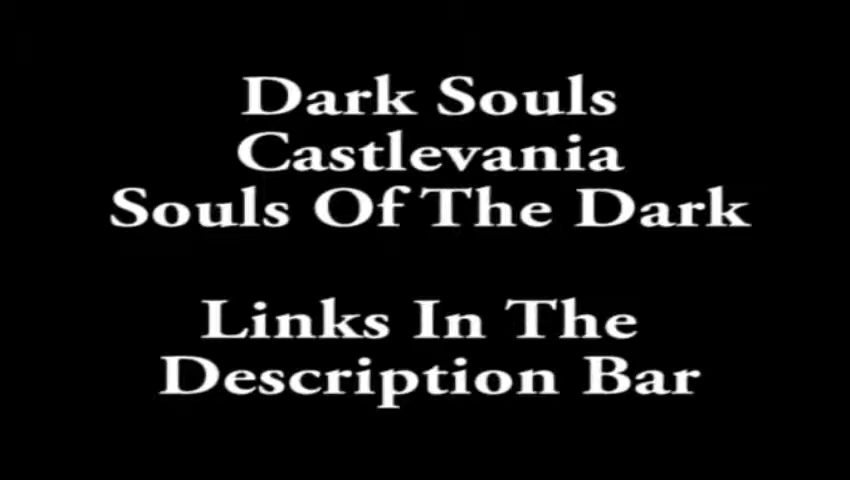 Dark Souls
Castlevania
Souls Of The Dark
Links In The
Description Bar